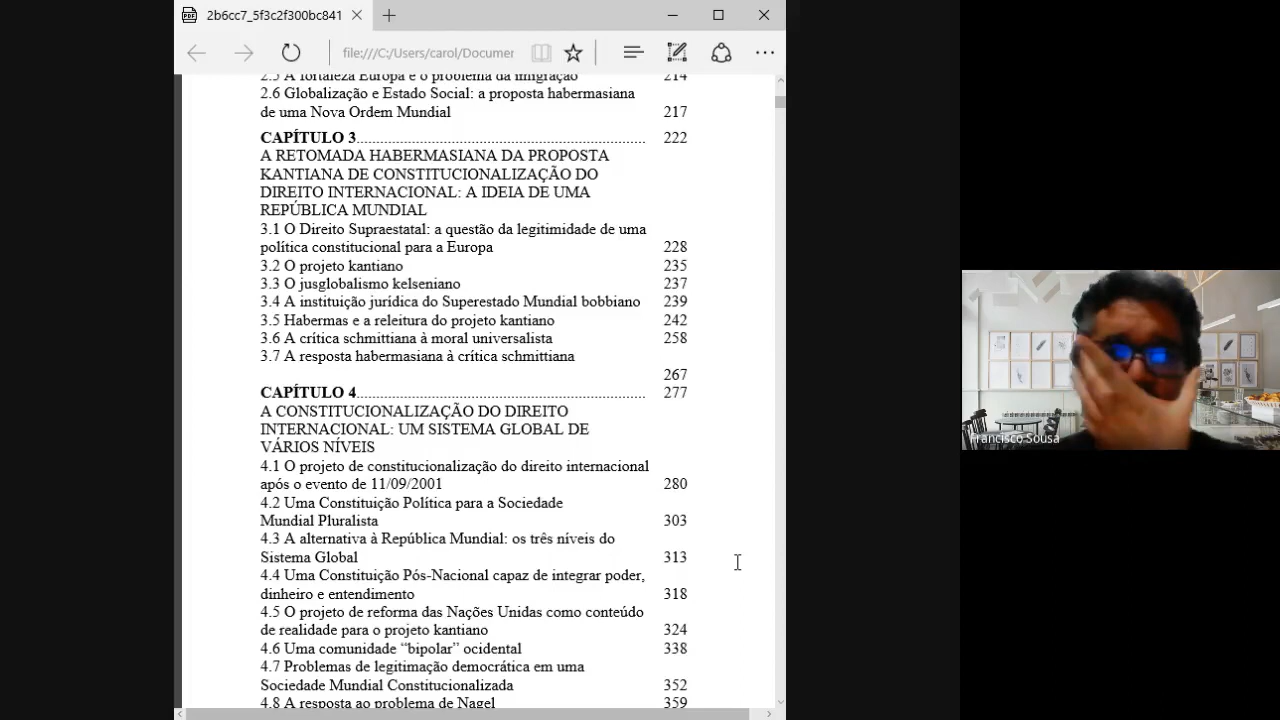 2b6cc7_5f3c2f300bc841
file:///C:/Users/carol/Documer
2.5 A fortaleza Europa e o problema da imigração 214
2.6 Globalização e Estado Social: a proposta habermasiana
de uma Nova Ordem Mundial 217
CAPÍTULO 3.................................................................. 222
A RETOMADA HABERMASIANA DA PROPOSTA
KANTIANA DE CONSTITUCIONALIZAÇÃO DO
DIREITO INTERNACIONAL: A IDEIA DE UMA
REPÚBLICA MUNDIAL
3.1 O Direito Supraestatal: a questão da legitimidade de uma
política constitucional para a Europa 228
3.2 O projeto kantiano 235
3.3 O jusglobalismo kelseniano 237
3.4 A instituição jurídica do Superestado Mundial bobbiano 239
3.5 Habermas e a releitura do projeto kantiano 242
3.6 A crítica schmittiana à moral universalista 258
3.7 A resposta habermasiana à crítica schmittiana
267
CAPÍTULO 4.................................................................. 277
A CONSTITUCIONALIZAÇÃO DO DIREITO
INTERNACIONAL: UM SISTEMA GLOBAL DE
VÁRIOS NÍVEIS
4.1 O projeto de constitucionalização do direito internacional
após o evento de 11/09/2001 280
4.2 Uma Constituição Política para a Sociedade
Mundial Pluralista 303
4.3 A alternativa à República Mundial: os três níveis do
Sistema Global 313
4.4 Uma Constituição Pós-Nacional capaz de integrar poder,
dinheiro e entendimento 318
4.5 O projeto de reforma das Nações Unidas como conteúdo
de realidade para o projeto kantiano 324
4.6 Uma comunidade “bipolar” ocidental 338
4.7 Problemas de legitimação democrática em uma
Sociedade Mundial Constitucionalizada 352
4.8 A resposta ao problema de Nagel 359
Francisco Sousa